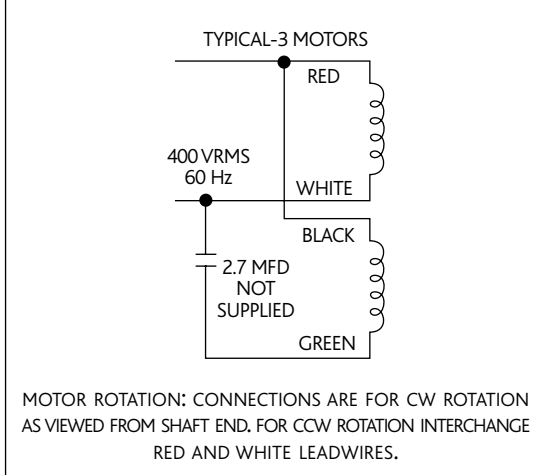 TYPICAL-3 MOTORS
RED
400 VRMS
60 Hz
WHITE
BLACK
2.7 MFD
NOT
SUPPLIED
GREEN
MOTOR ROTATION: CONNECTIONS ARE FOR CW ROTATION
AS VIEWED FROM SHAFT END. FOR CCW ROTATION INTERCHANGE
RED AND WHITE LEADWIRES.